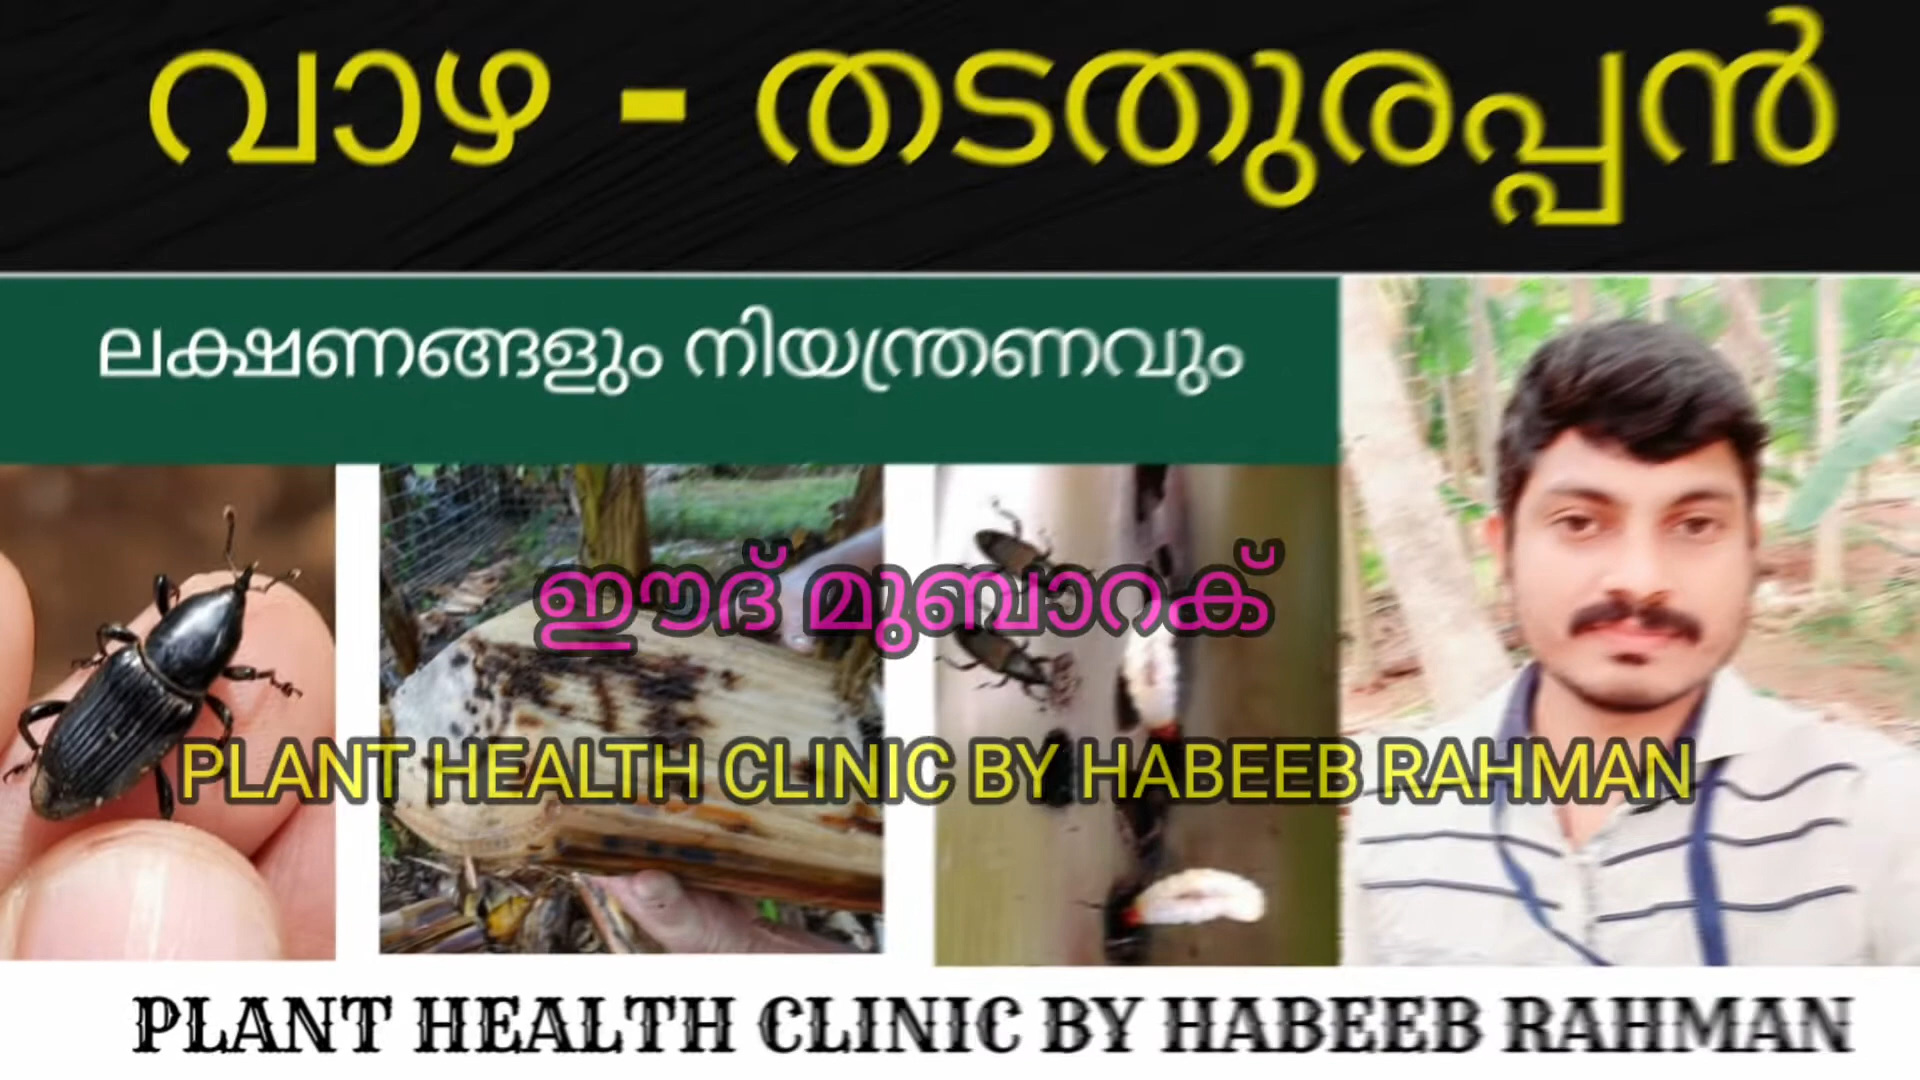 വാഴ - തടതുരപ്പൻ
ലക്ഷണങ്ങളും നിയന്ത്രണവും
ഈദ് മുബാറക്
PLANT HEALTH CLINIC BY HABEEB RAHMAN
PLANT HEALTH CLINIC BY HABEEB RAHMAN